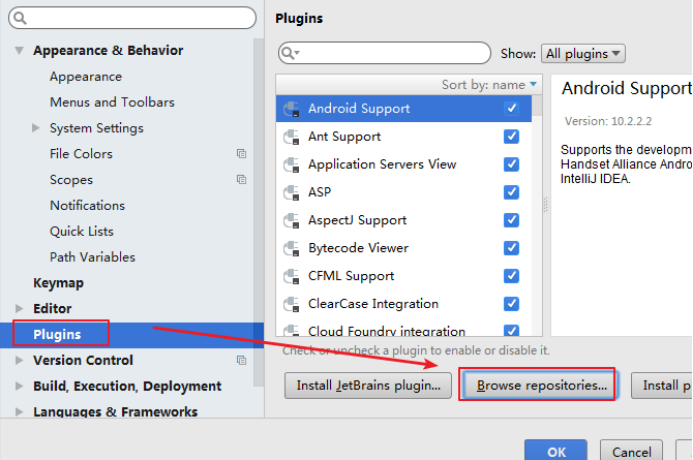 Appearance & Behavior
Appearance
Menus and Toolbars
System Settings
File Colors
Scopes
Notifications
Quick Lists
Path Variables
Keymap
Editor
Plugins
Version Control
Build, Execution, Deployment
Languages & Frameworks
Plugins
Show: All plugins
Sort by: name
Android Support
Ant Support
Application Servers View
ASP
AspectJ Support
Bytecode Viewer
CFML Support
ClearCase Integration
Cloud Foundry integration
Check or uncheck a plugin to enable or disable it.
Install JetBrains plugin...
Browse repositories...
Install p
Android Support
Version: 10.2.2.2
Supports the developm
Handset Alliance Andro
IntelliJ IDEA.
OK
Cancel